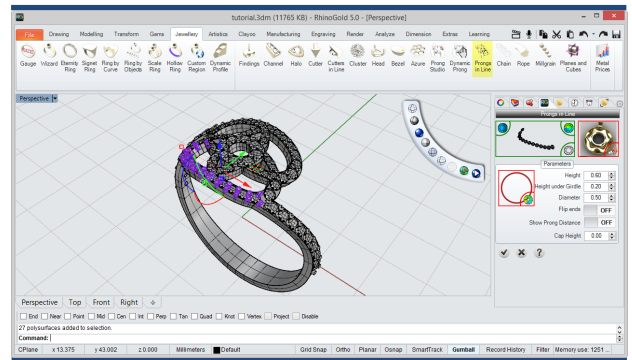 tutorial.3dm (11765 KB) - RhinoGold 5.0 - [Perspective]
File Drawing Modelling Transform Gems Jewellery Artistics Clayoo Manufacturing Engraving Render Analyze Dimension Extras Learning
Gauge Wizard Eternity Ring Signet Ring Ring by Curve Ring by Objects Scale Ring Hollow Ring Custom Region Dynamic Profile Findings Channel Halo Cutter Cutters in Line Cluster Head Bezel Azure Prong Studio Dynamic Prong Prongs in Line Chain Rope Millgrain Planes and Cubes Metal Prices
Perspective
Prongs in Line
Parameters
Height 0.60
Height under Girdle 0.20
Diameter 0.50
Flip ends OFF
Show Prong Distance OFF
Cap Height 0.00
Perspective Top Front Right
End Near Point Mid Cen Int Perp Tan Quad Knot Vertex Project Disable
27 polysurfaces added to selection.
Command:
CPlane x 13.375 y 43.002 z 0.000 Millimeters Default Grid Snap Ortho Planar Osnap SmartTrack Gumball Record History Filter Memory use: 1251 ...